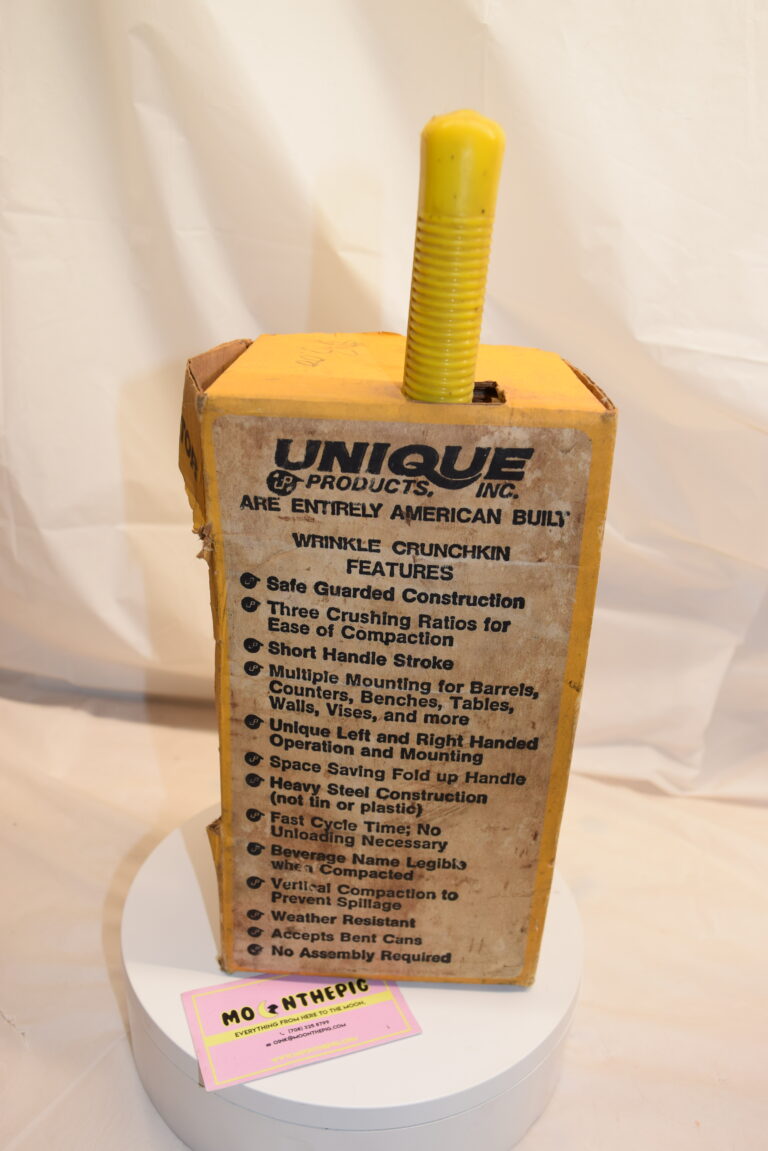 UNIQUE
PRODUCTS, INC.
ARE ENTIRELY AMERICAN BUILT
WRINKLE CRUNCHKIN
FEATURES
Safe Guarded Construction
Three Crushing Ratios for
Ease of Compaction
Short Handle Stroke
Multiple Mounting for Barrels,
Counters, Benches, Tables,
Walls, Vises, and more
Unique Left and Right Handed
Operation and Mounting
Space Saving Fold up Handle
Heavy Steel Construction
(not tin or plastic)
Fast Cycle Time; No
Unloading Necessary
Beverage Name Legible
when Compacted
Vertical Compaction to
Prevent Spillage
Weather Resistant
Accepts Bent Cans
No Assembly Required
MOONTHEPIG
EVERYTHING FROM HERE TO THE MOON.
OINK@MOONTHEPIG.COM